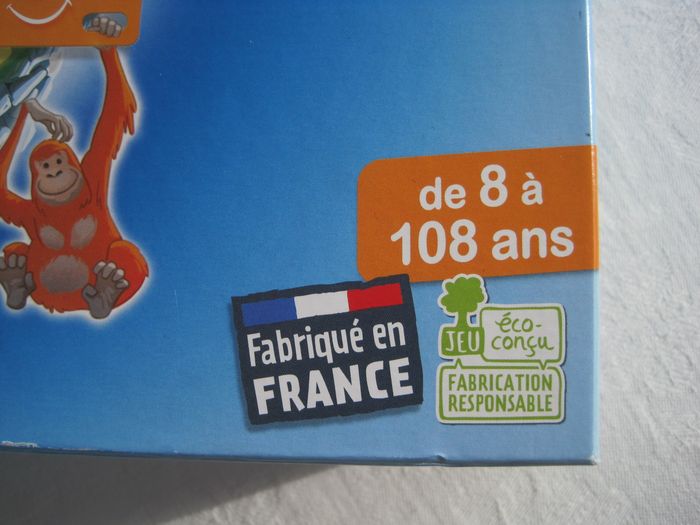 de 8 à
108 ans
Fabriqué en
FRANCE
JEU
éco-
conçu
FABRICATION
RESPONSABLE